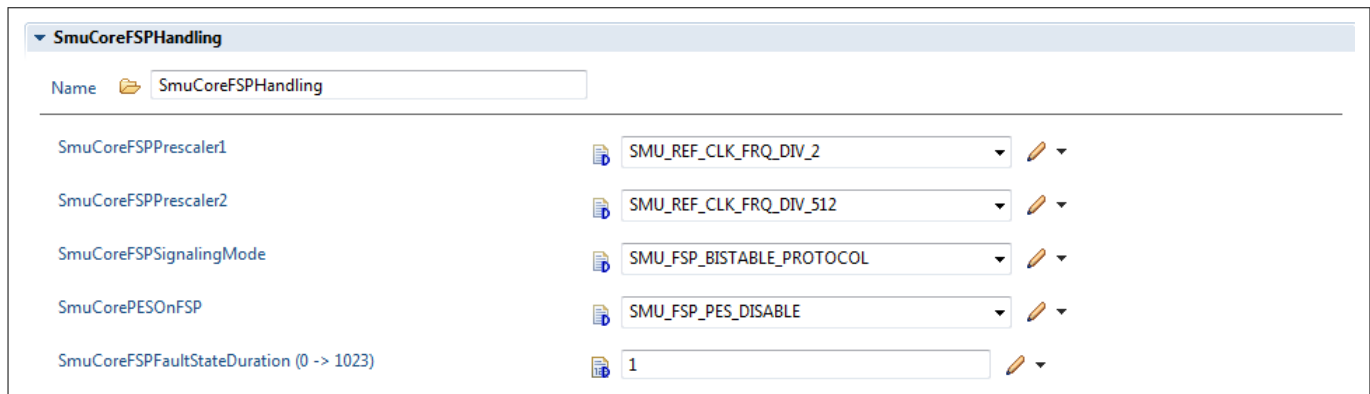 SmuCoreFSPHandling
Name SmuCoreFSPHandling
SmuCoreFSPPrescaler1 SMU_REF_CLK_FRQ_DIV_2
SmuCoreFSPPrescaler2 SMU_REF_CLK_FRQ_DIV_512
SmuCoreFSPSignalingMode SMU_FSP_BISTABLE_PROTOCOL
SmuCorePESOnFSP SMU_FSP_PES_DISABLE
SmuCoreFSPFaultStateDuration (0 -> 1023) 1